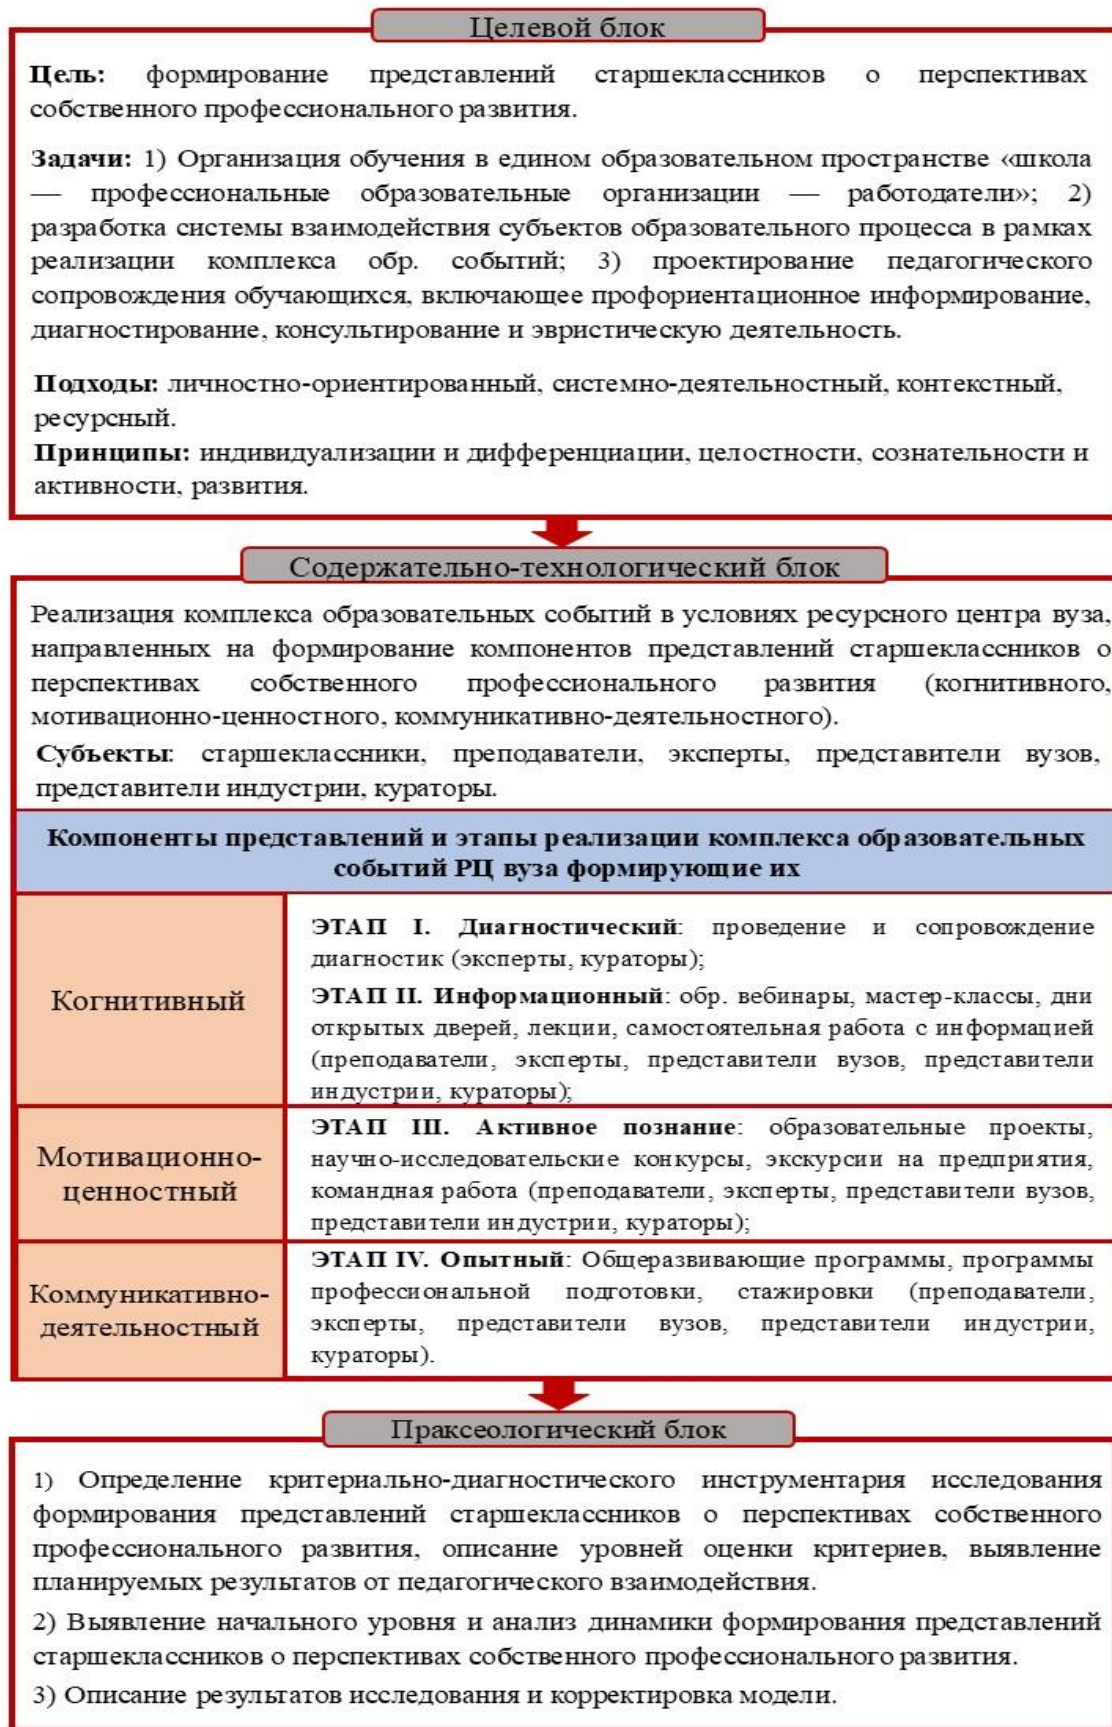 Целевой блок
Цель: формирование представлений старшеклассников о перспективах
собственного профессионального развития.
Задачи: 1) Организация обучения в едином образовательном пространстве «школа
— профессиональные образовательные организации — работодатели»; 2)
разработка системы взаимодействия субъектов образовательного процесса в рамках
реализации комплекса обр. событий; 3) проектирование педагогического
сопровождения обучающихся, включающее профориентационное информирование,
диагностирование, консультирование и эвристическую деятельность.
Подходы: личностно-ориентированный, системно-деятельностный, контекстный,
ресурсный.
Принципы: индивидуализации и дифференциации, целостности, сознательности и
активности, развития.
Содержательно-технологический блок
Реализация комплекса образовательных событий в условиях ресурсного центра вуза,
направленных на формирование компонентов представлений старшеклассников о
перспективах собственного профессионального развития (когнитивного,
мотивационно-ценностного, коммуникативно-деятельностного).
Субъекты: старшеклассники, преподаватели, эксперты, представители вузов,
представители индустрии, кураторы.
Компоненты представлений и этапы реализации комплекса образовательных
событий РЦ вуза формирующие их
Когнитивный
ЭТАП I. Диагностический: проведение и сопровождение
диагностик (эксперты, кураторы);
ЭТАП II. Информационный: обр. вебинары, мастер-классы, дни
открытых дверей, лекции, самостоятельная работа с информацией
(преподаватели, эксперты, представители вузов, представители
индустрии, кураторы);
Мотивационно-
ценностный
ЭТАП III. Активное познание: образовательные проекты,
научно-исследовательские конкурсы, экскурсии на предприятия,
командная работа (преподаватели, эксперты, представители вузов,
представители индустрии, кураторы);
Коммуникативно-
деятельностный
ЭТАП IV. Опытный: Общеразвивающие программы, программы
профессиональной подготовки, стажировки (преподаватели,
эксперты, представители вузов, представители индустрии,
кураторы).
Праксеологический блок
1) Определение критериально-диагностического инструментария исследования
формирования представлений старшеклассников о перспективах собственного
профессионального развития, описание уровней оценки критериев, выявление
планируемых результатов от педагогического взаимодействия.
2) Выявление начального уровня и анализ динамики формирования представлений
старшеклассников о перспективах собственного профессионального развития.
3) Описание результатов исследования и корректировка модели.